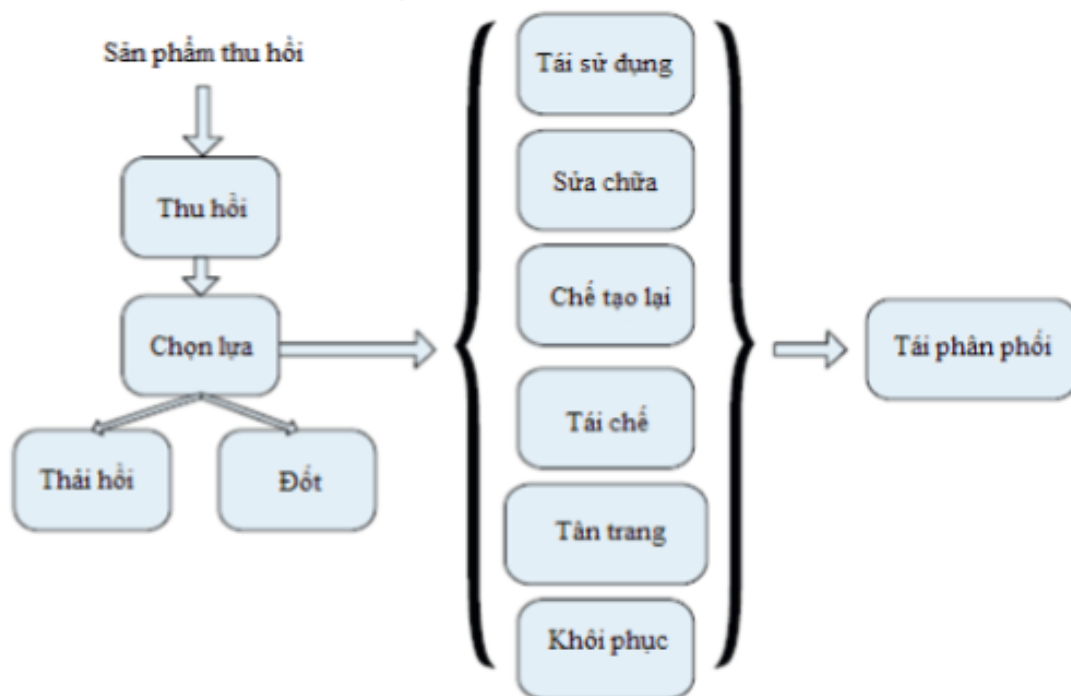 Sản phẩm thu hồi
Thu hồi
Chọn lựa
Thải hồi
Đốt
Tái sử dụng
Sửa chữa
Chế tạo lại
Tái chế
Tân trang
Khôi phục
Tái phân phối